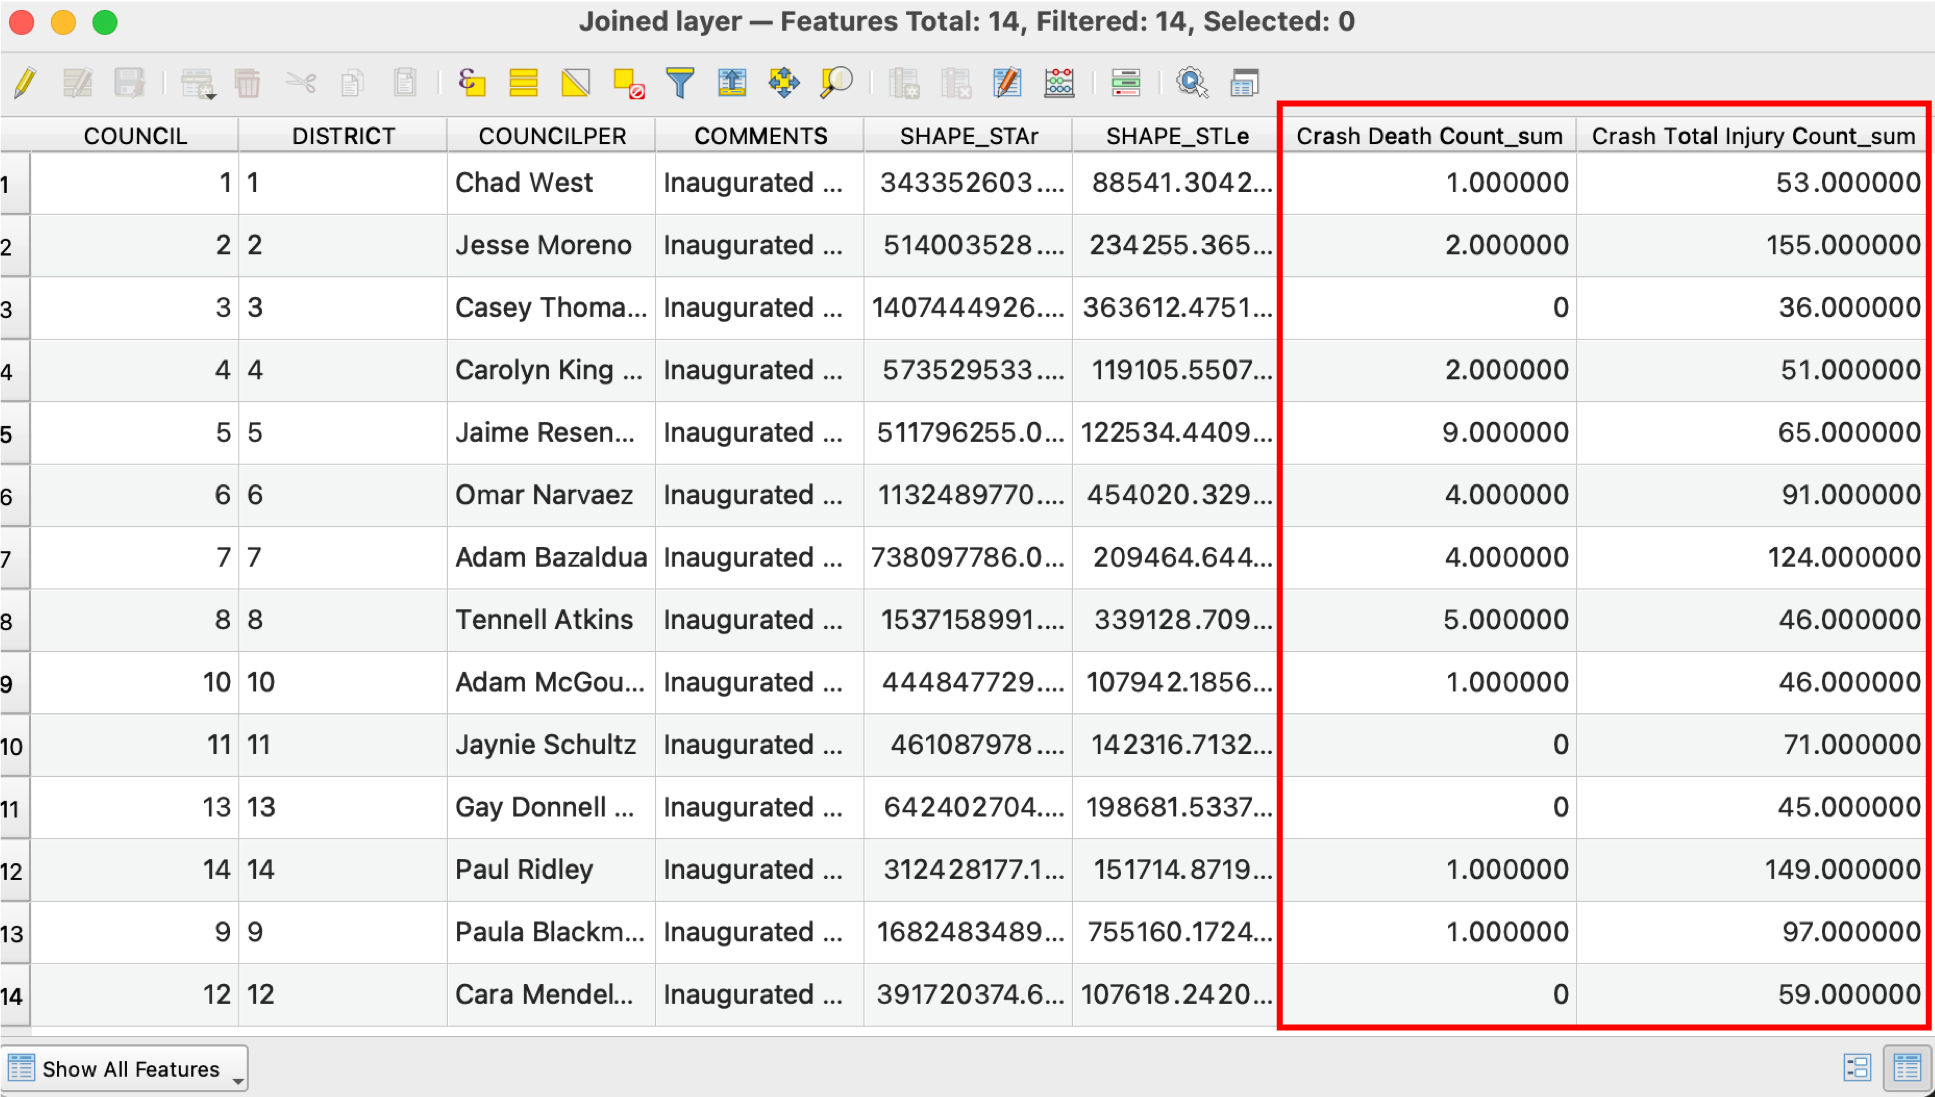 Joined layer — Features Total: 14, Filtered: 14, Selected: 0
COUNCIL DISTRICT COUNCILPER COMMENTS SHAPE_STAr SHAPE_STLe Crash Death Count_sum Crash Total Injury Count_sum
1 1 1 Chad West Inaugurated ... 343352603.... 88541.3042... 1.000000 53.000000
2 2 2 Jesse Moreno Inaugurated ... 514003528.... 234255.365... 2.000000 155.000000
3 3 3 Casey Thoma... Inaugurated ... 1407444926.... 363612.4751... 0 36.000000
4 4 4 Carolyn King ... Inaugurated ... 573529533.... 119105.5507... 2.000000 51.000000
5 5 5 Jaime Resen... Inaugurated ... 511796255.0... 122534.4409... 9.000000 65.000000
6 6 6 Omar Narvaez Inaugurated ... 1132489770.... 454020.329... 4.000000 91.000000
7 7 7 Adam Bazaldua Inaugurated ... 738097786.0... 209464.644... 4.000000 124.000000
8 8 8 Tennell Atkins Inaugurated ... 1537158991.... 339128.709... 5.000000 46.000000
9 10 10 Adam McGou... Inaugurated ... 444847729.... 107942.1856... 1.000000 46.000000
10 11 11 Jaynie Schultz Inaugurated ... 461087978.... 142316.7132... 0 71.000000
11 13 13 Gay Donnell ... Inaugurated ... 642402704.... 198681.5337... 0 45.000000
12 14 14 Paul Ridley Inaugurated ... 312428177.1... 151714.8719... 1.000000 149.000000
13 9 9 Paula Blackm... Inaugurated ... 1682483489... 755160.1724... 1.000000 97.000000
14 12 12 Cara Mendel... Inaugurated ... 391720374.6... 107618.2420... 0 59.000000
Show All Features